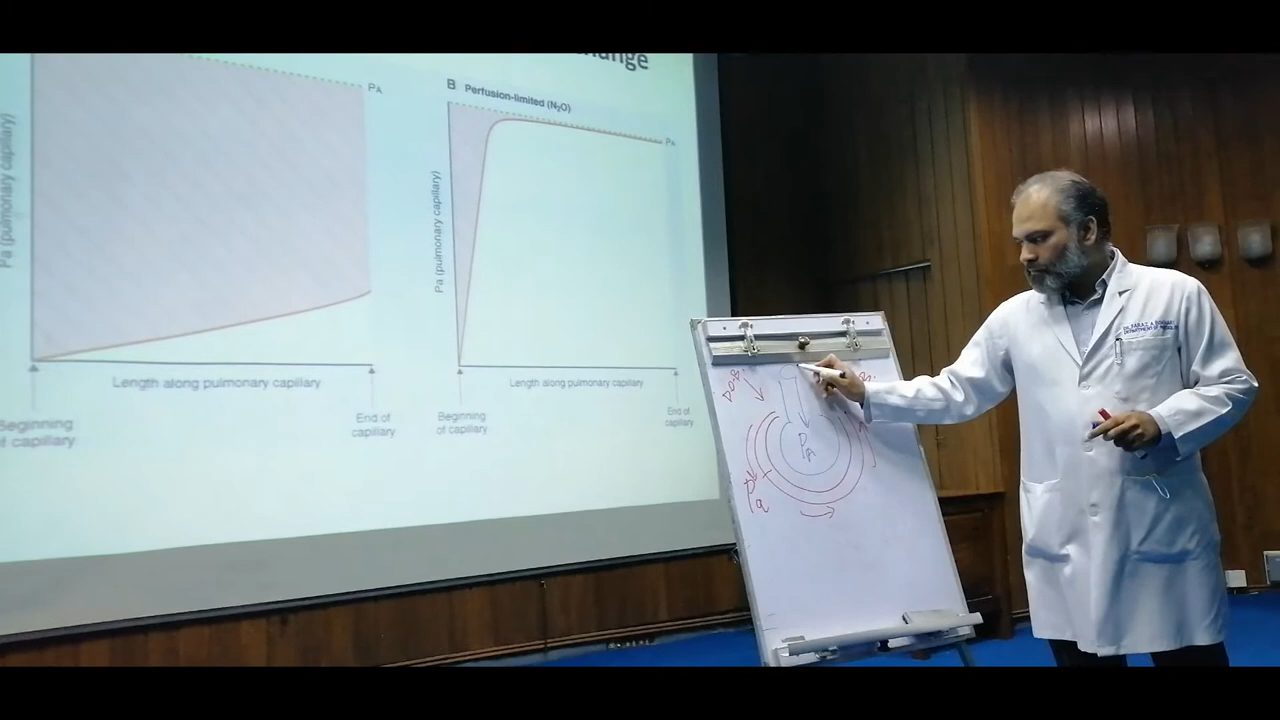 PA
Pa (pulmonary capillary)
Length along pulmonary capillary
Beginning
of capillary
End of
capillary
B Perfusion-limited (N₂O)
PA
Pa (pulmonary capillary)
Length along pulmonary capillary
Beginning
of capillary
End of
capillary
D.O.B.
PA
Pa